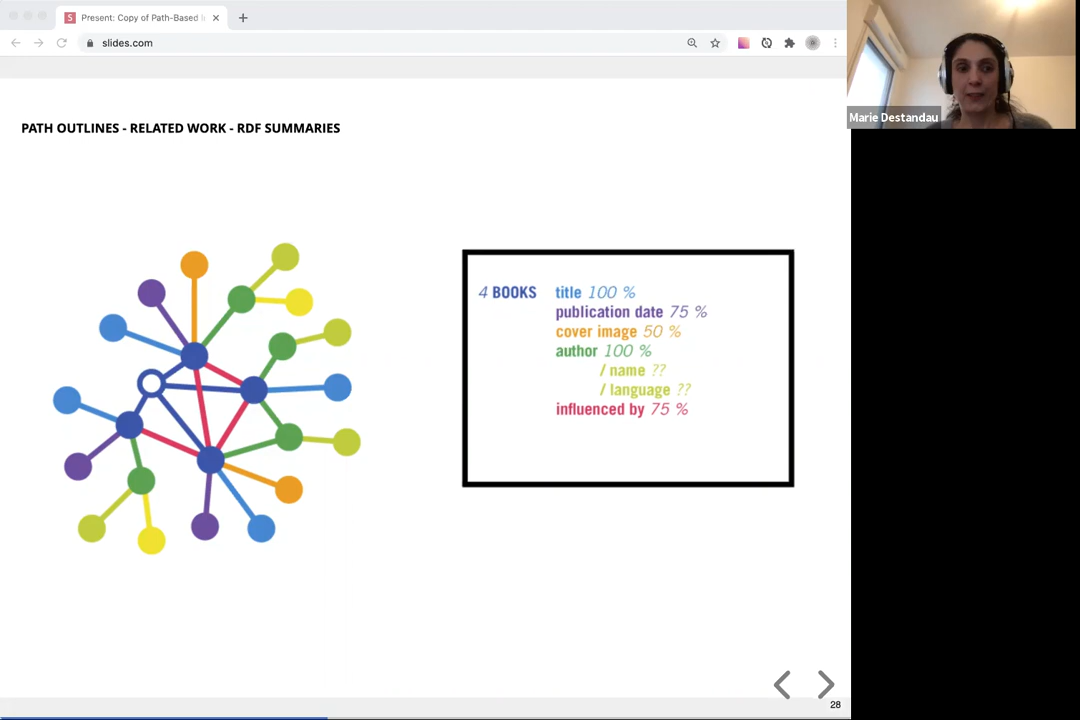 Present: Copy of Path-Based I
slides.com
Marie Destandau
PATH OUTLINES - RELATED WORK - RDF SUMMARIES
4 BOOKS title 100 %
publication date 75 %
cover image 50 %
author 100 %
/ name ??
/ language ??
influenced by 75 %
28